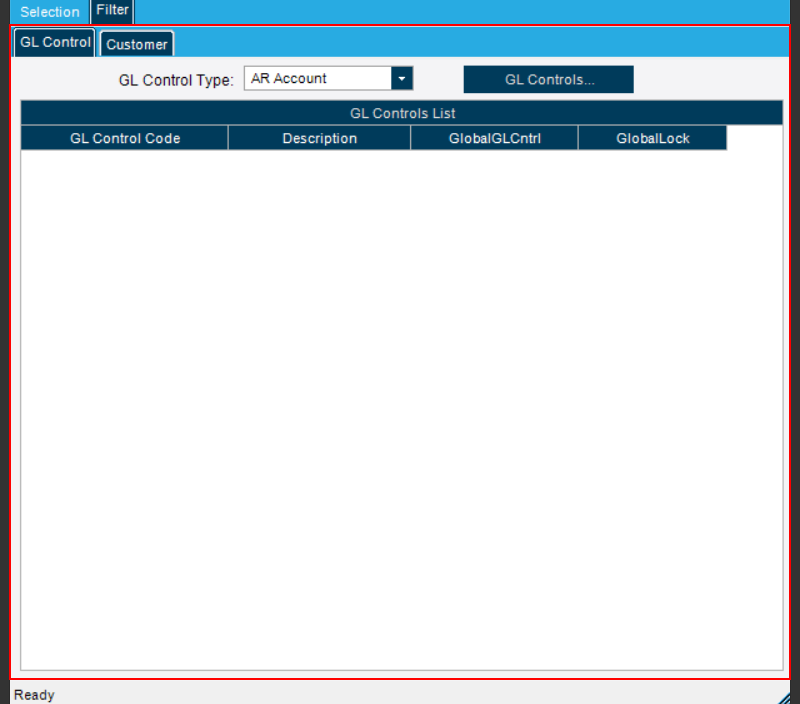 Selection Filter
GL Control Customer
GL Control Type: AR Account GL Controls...
GL Controls List
GL Control Code Description GlobalGLCntrl GlobalLock
Ready